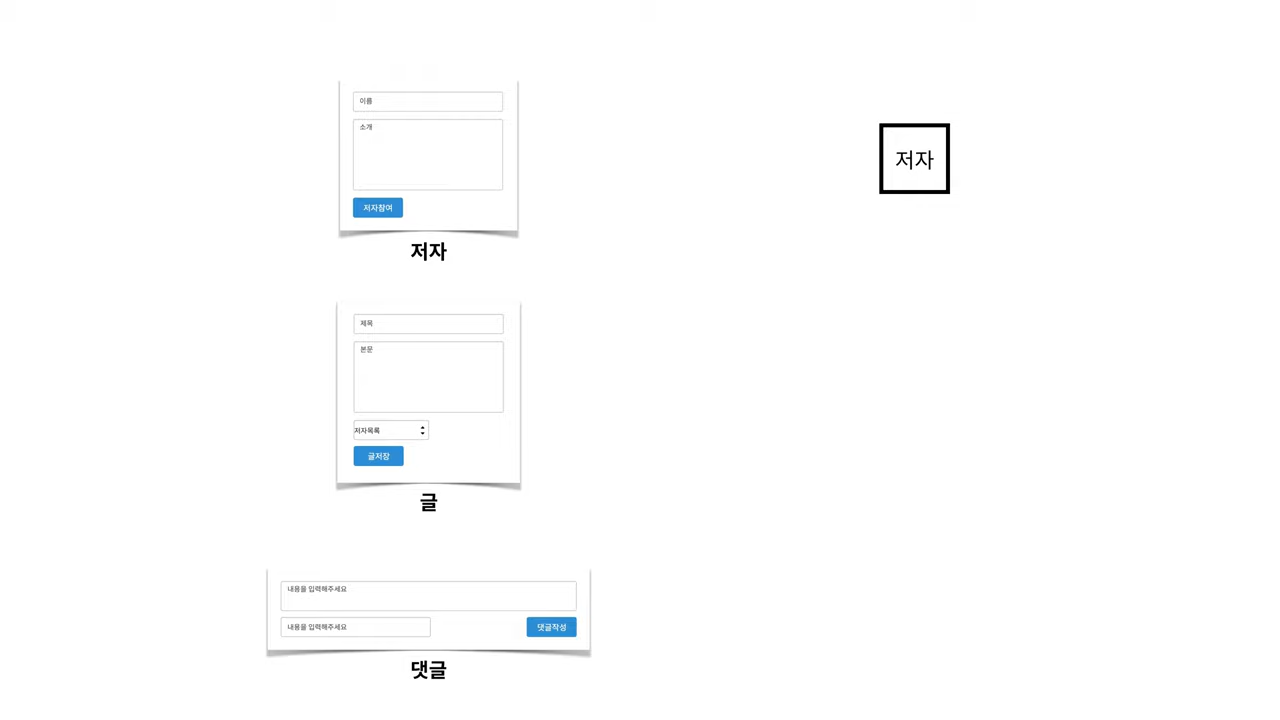 이름
소개
저자참여
저자
저자
제목
본문
저자목록
글저장
글
내용을 입력해주세요
내용을 입력해주세요
댓글작성
댓글